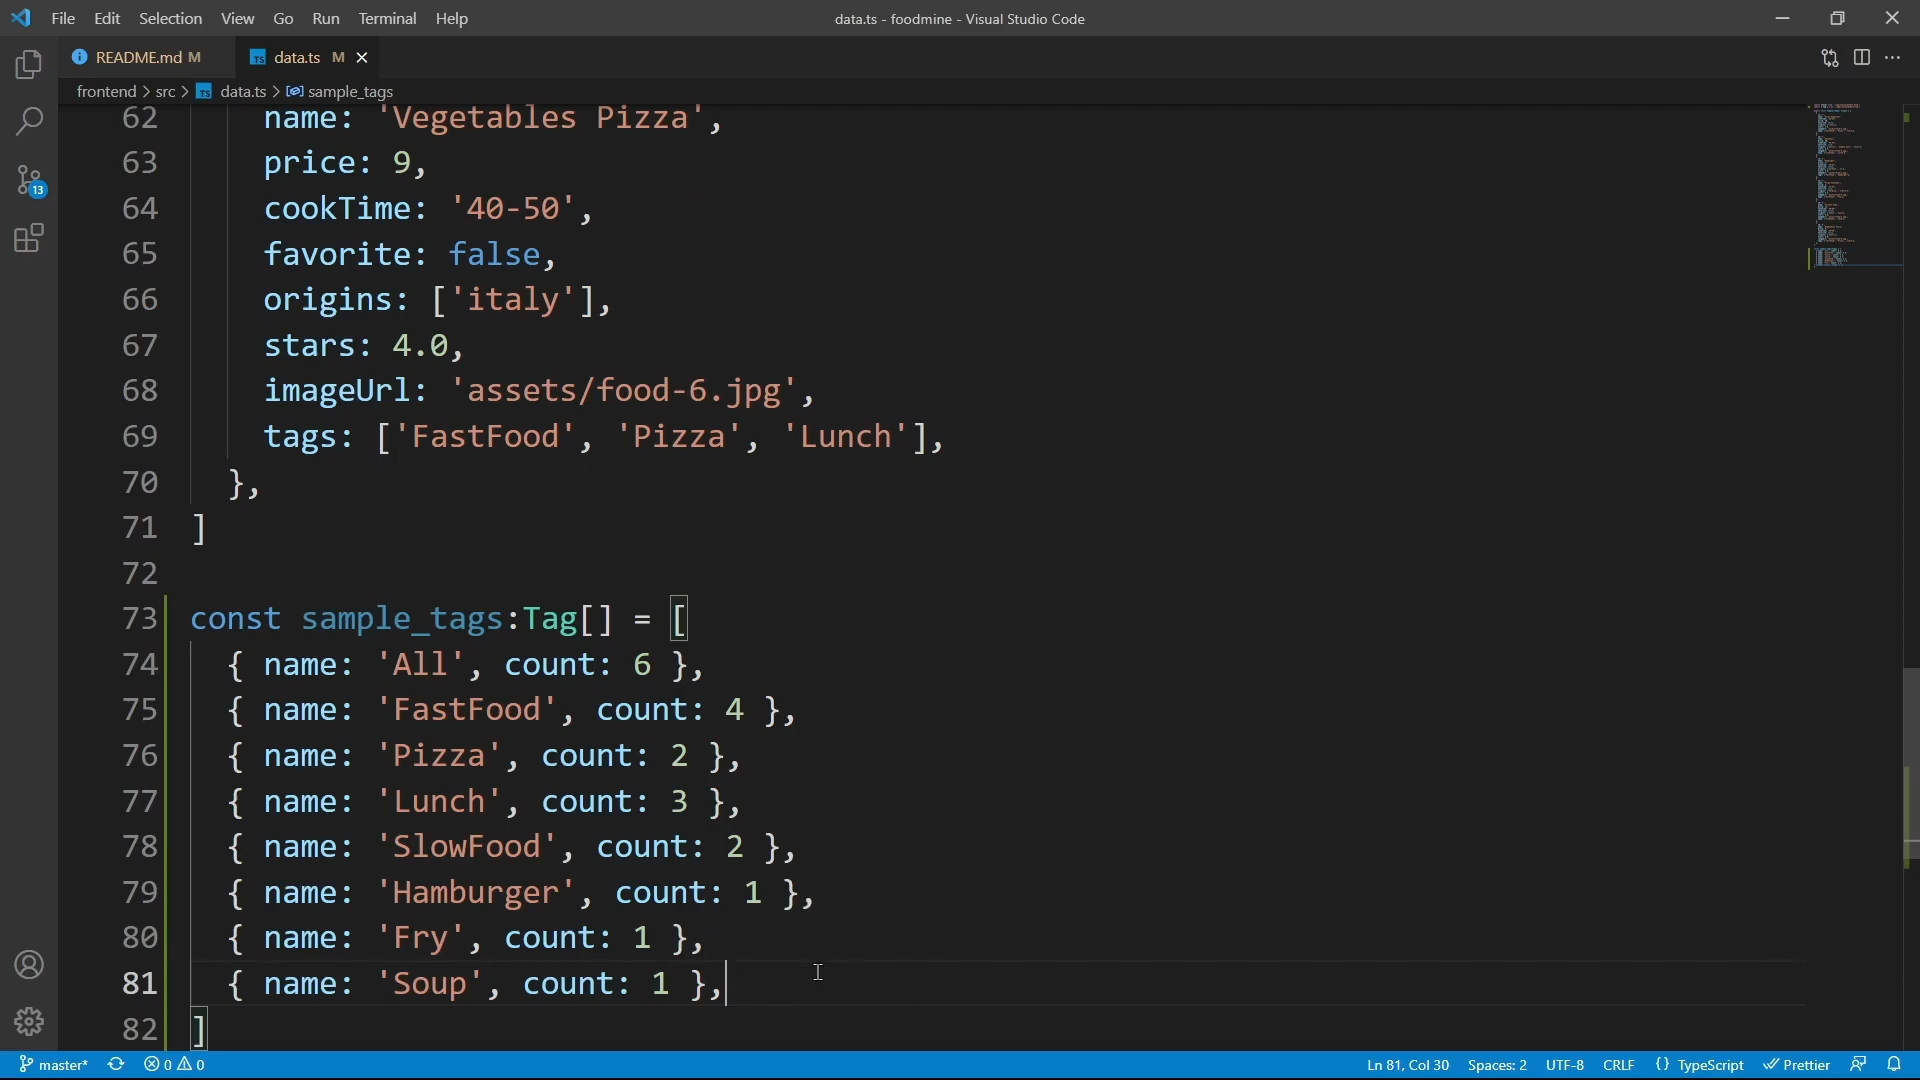 File Edit Selection View Go Run Terminal Help data.ts - foodmine - Visual Studio Code
README.md M data.ts M
frontend > src > TS data.ts > sample_tags
62 name: 'Vegetables Pizza',
63 price: 9,
64 cookTime: '40-50',
65 favorite: false,
66 origins: ['italy'],
67 stars: 4.0,
68 imageUrl: 'assets/food-6.jpg',
69 tags: ['FastFood', 'Pizza', 'Lunch'],
70 },
71 ]
72
73 const sample_tags:Tag[] = [
74 { name: 'All', count: 6 },
75 { name: 'FastFood', count: 4 },
76 { name: 'Pizza', count: 2 },
77 { name: 'Lunch', count: 3 },
78 { name: 'SlowFood', count: 2 },
79 { name: 'Hamburger', count: 1 },
80 { name: 'Fry', count: 1 },
81 { name: 'Soup', count: 1 },
82 ]
13
master* 0 0 Ln 81, Col 30 Spaces: 2 UTF-8 CRLF {} TypeScript Prettier